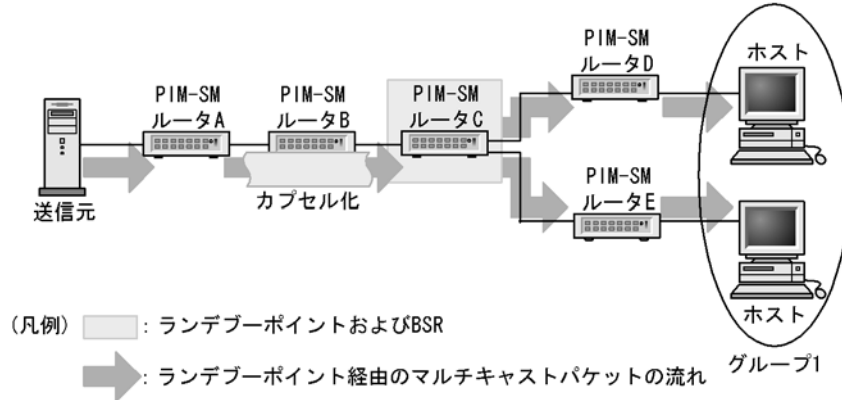 PIM-SM
ルータD
ホスト
PIM-SM
ルータA
PIM-SM
ルータB
PIM-SM
ルータC
カプセル化
送信元
PIM-SM
ルータE
ホスト
グループ1
(凡例)
: ランデブーポイントおよびBSR
: ランデブーポイント経由のマルチキャストパケットの流れ